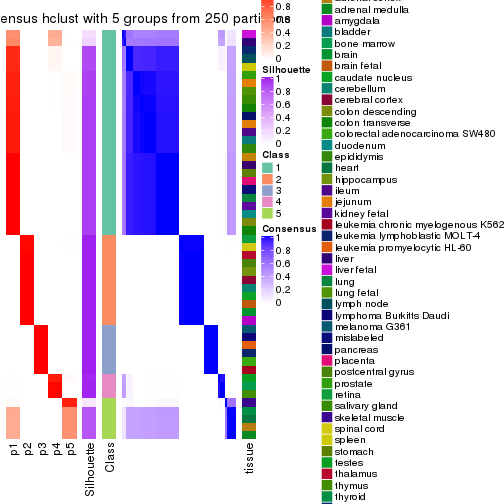 ensus hclust with 5 groups from 250 parti
0.8
0.6
0.4
0.2
0
Silhouette
1
0.8
0.6
0.4
0.2
0
Class
1
2
3
4
5
Consensus
1
0.8
0.6
0.4
0.2
0
adrenal medulla
amygdala
bladder
bone marrow
brain
brain fetal
caudate nucleus
cerebellum
cerebral cortex
colon descending
colon transverse
colorectal adenocarcinoma SW480
duodenum
epididymis
heart
hippocampus
ileum
jejunum
kidney fetal
leukemia chronic myelogenous K562
leukemia lymphoblastic MOLT-4
leukemia promyelocytic HL-60
liver
liver fetal
lung
lung fetal
lymph node
lymphoma Burkitts Daudi
melanoma G361
mislabeled
pancreas
placenta
postcentral gyrus
prostate
retina
salivary gland
skeletal muscle
spinal cord
spleen
stomach
testes
thalamus
thymus
thyroid
p1
p2
p3
p4
p5
Silhouette
Class
tissue